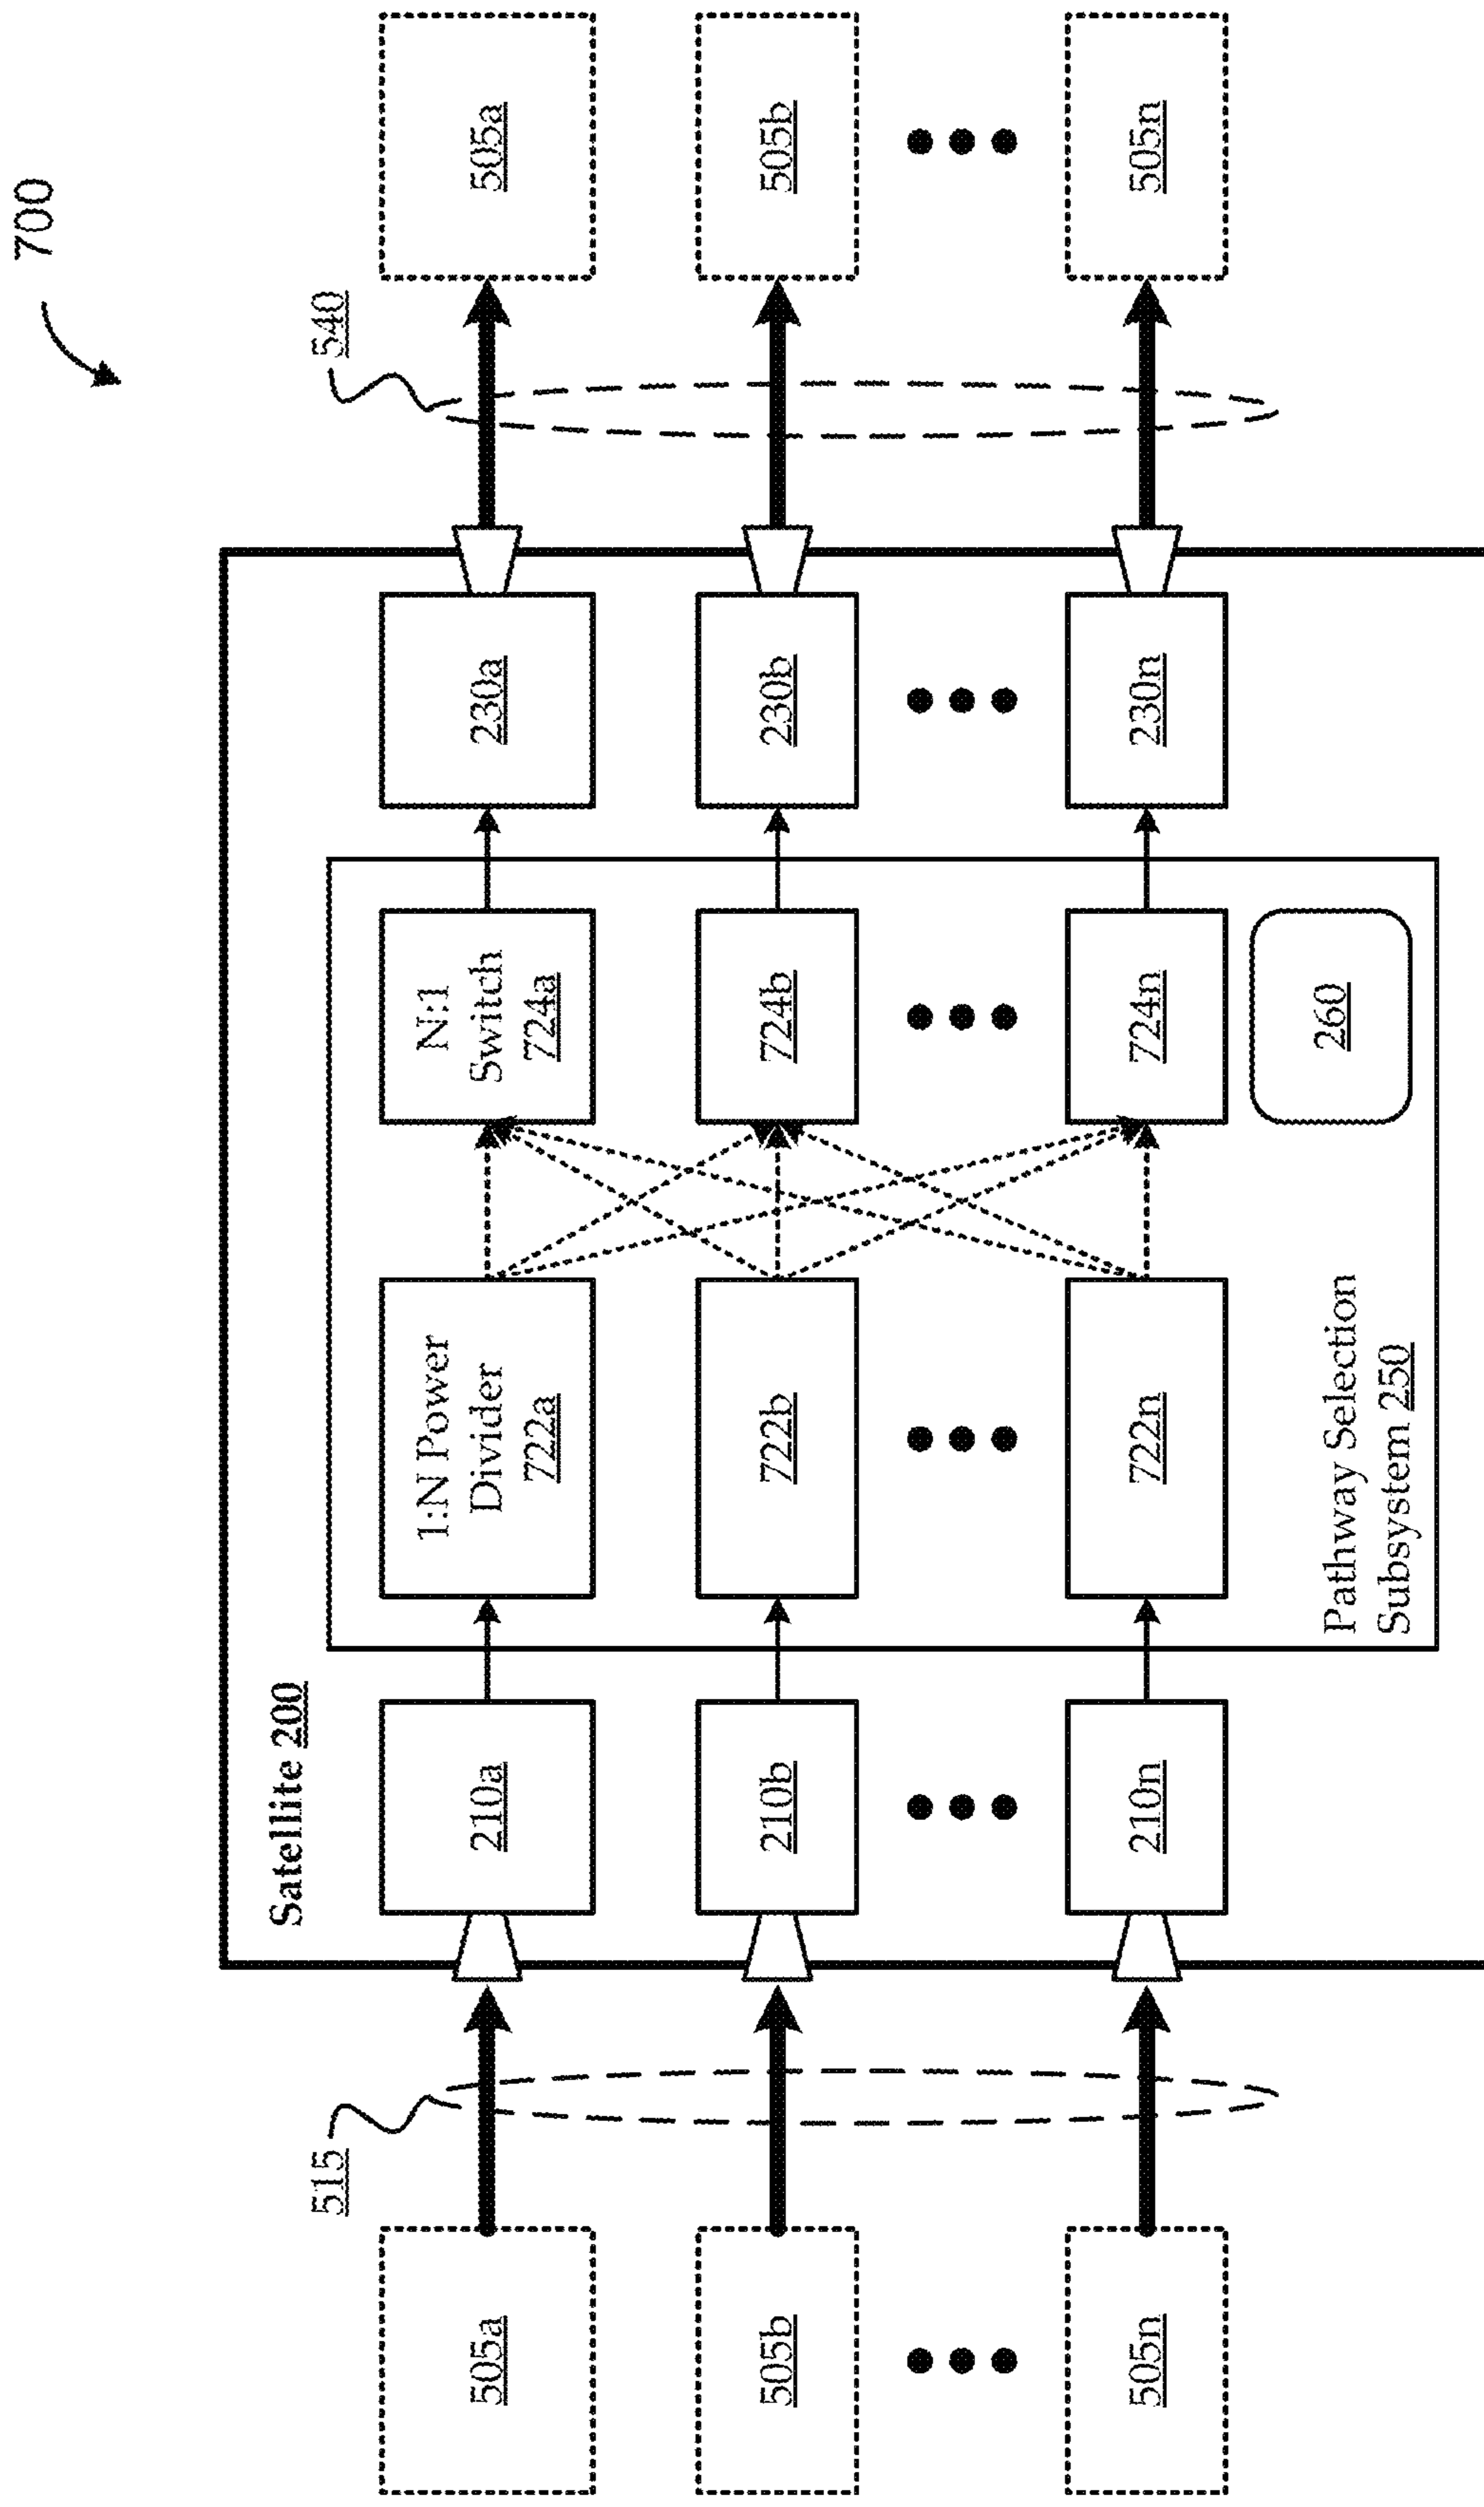 700
515
540
505a
505b
505n
Satellite 200
210a
210b
210n
1:N Power
Divider
722a
722b
722n
N:1
Switch
724a
724b
724n
260
Pathway Selection
Subsystem 250
230a
230b
230n
505a
505b
505n